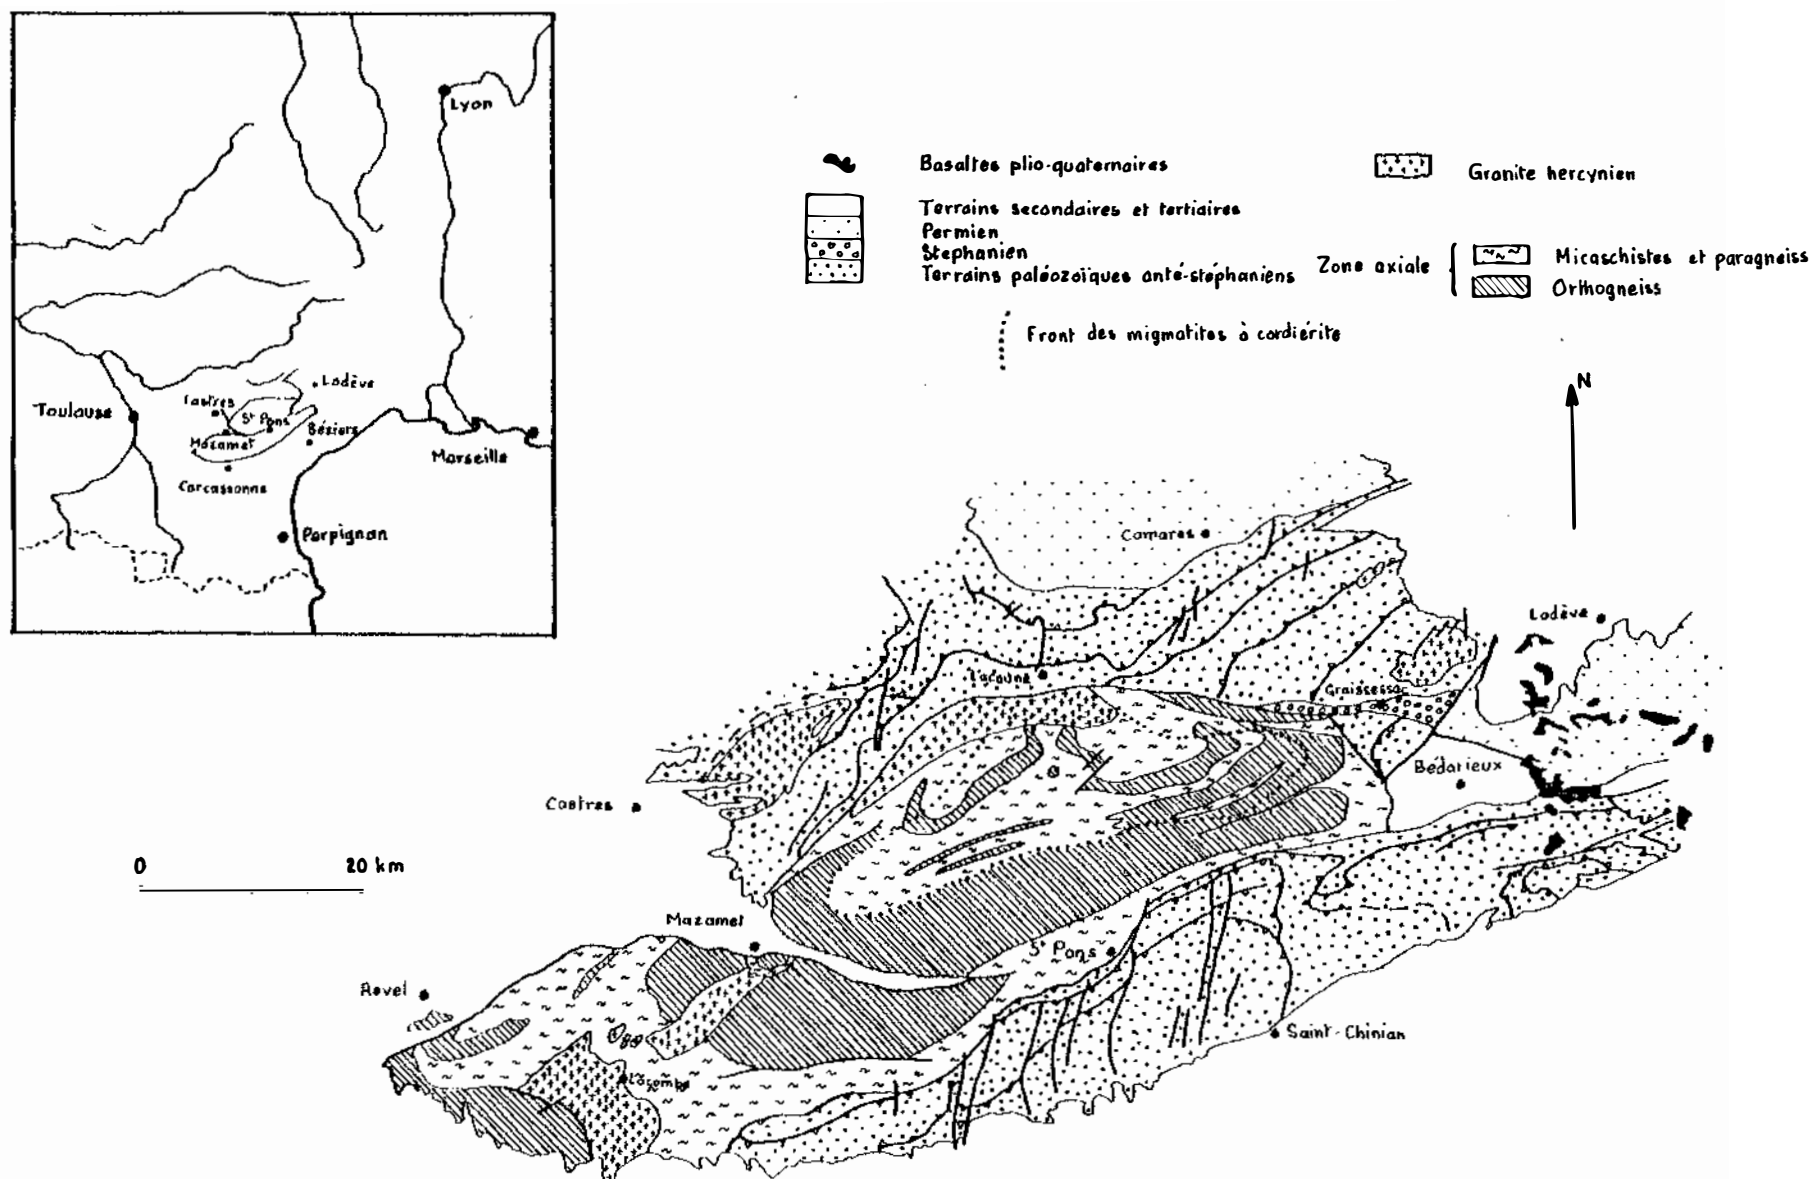 Lyon
Lodève
Castres
Toulouse
St Pons
Béziers
Mazamet
Marseille
Carcassonne
Perpignan
Basaltes plio-quaternaires
Granite hercynien
Terrains secondaires et tertiaires
Permien
Stephanien
Terrains paléozoïques anté-stéphaniens
Zone axiale
Micaschistes et paragneiss
Orthogneiss
Front des migmatites à cordiérite
N
Camares
Lodève
Lacaune
Graissessac
Bédarieux
Castres
0 20 km
Mazamet
St Pons
Revel
Saint-Chinian